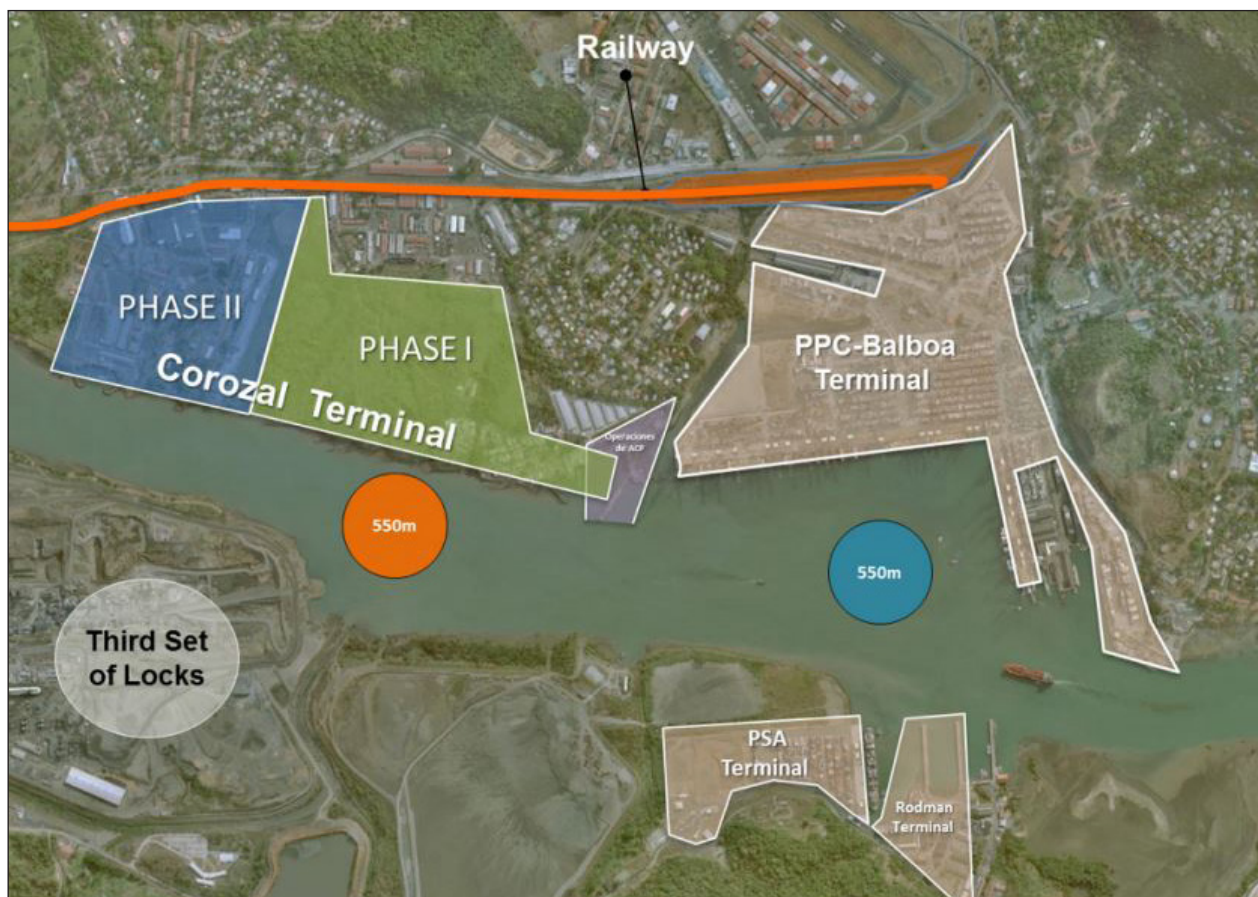 Railway
PHASE II
PHASE I
Corozal Terminal
PPC-Balboa
Terminal
Operaciones
de ACP
550m
550m
Third Set
of Locks
PSA
Terminal
Rodman
Terminal